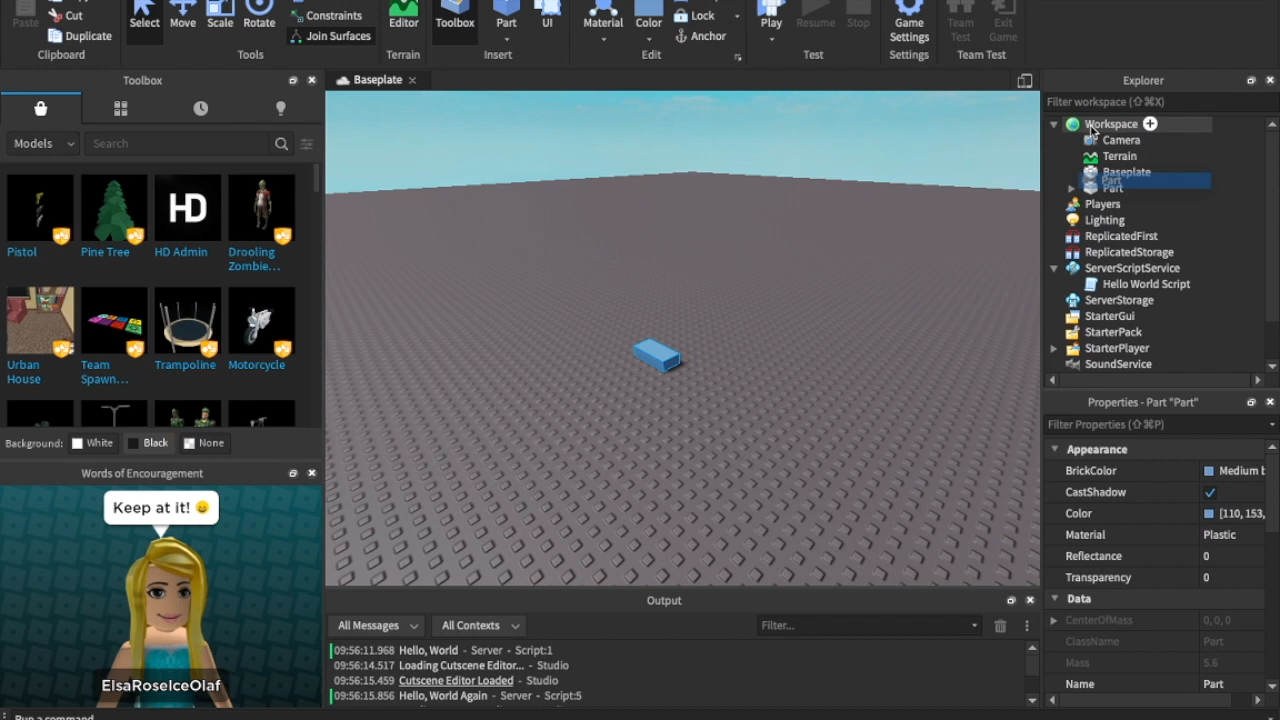 Paste
Cut
Duplicate
Clipboard
Select
Move
Scale
Rotate
Constraints
Join Surfaces
Tools
Editor
Terrain
Toolbox
Part
UI
Insert
Material
Color
Lock
Anchor
Edit
Play
Resume
Stop
Test
Game
Settings
Settings
Team
Test
Exit
Game
Team Test
Toolbox
Models
Search
Pistol
Pine Tree
HD
HD Admin
Drooling
Zombie...
Urban
House
Team
Spawn...
Trampoline
Motorcycle
Background:
White
Black
None
Words of Encouragement
Keep at it!
ElsaRoseIceOlaf
Baseplate
Output
All Messages
All Contexts
Filter...
09:56:11.968 Hello, World - Server - Script:1
09:56:14.517 Loading Cutscene Editor... - Studio
09:56:15.459 Cutscene Editor Loaded - Studio
09:56:15.856 Hello, World Again - Server - Script:5
Explorer
Filter workspace (⇧⌘X)
Workspace
Camera
Terrain
Baseplate
Part
Part
Players
Lighting
ReplicatedFirst
ReplicatedStorage
ServerScriptService
Hello World Script
ServerStorage
StarterGui
StarterPack
StarterPlayer
SoundService
Properties - Part "Part"
Filter Properties (⇧⌘P)
Appearance
BrickColor Medium b
CastShadow
Color [110, 153,
Material Plastic
Reflectance 0
Transparency 0
Data
CenterOfMass 0, 0, 0
ClassName Part
Mass 5.6
Name Part
Run a command